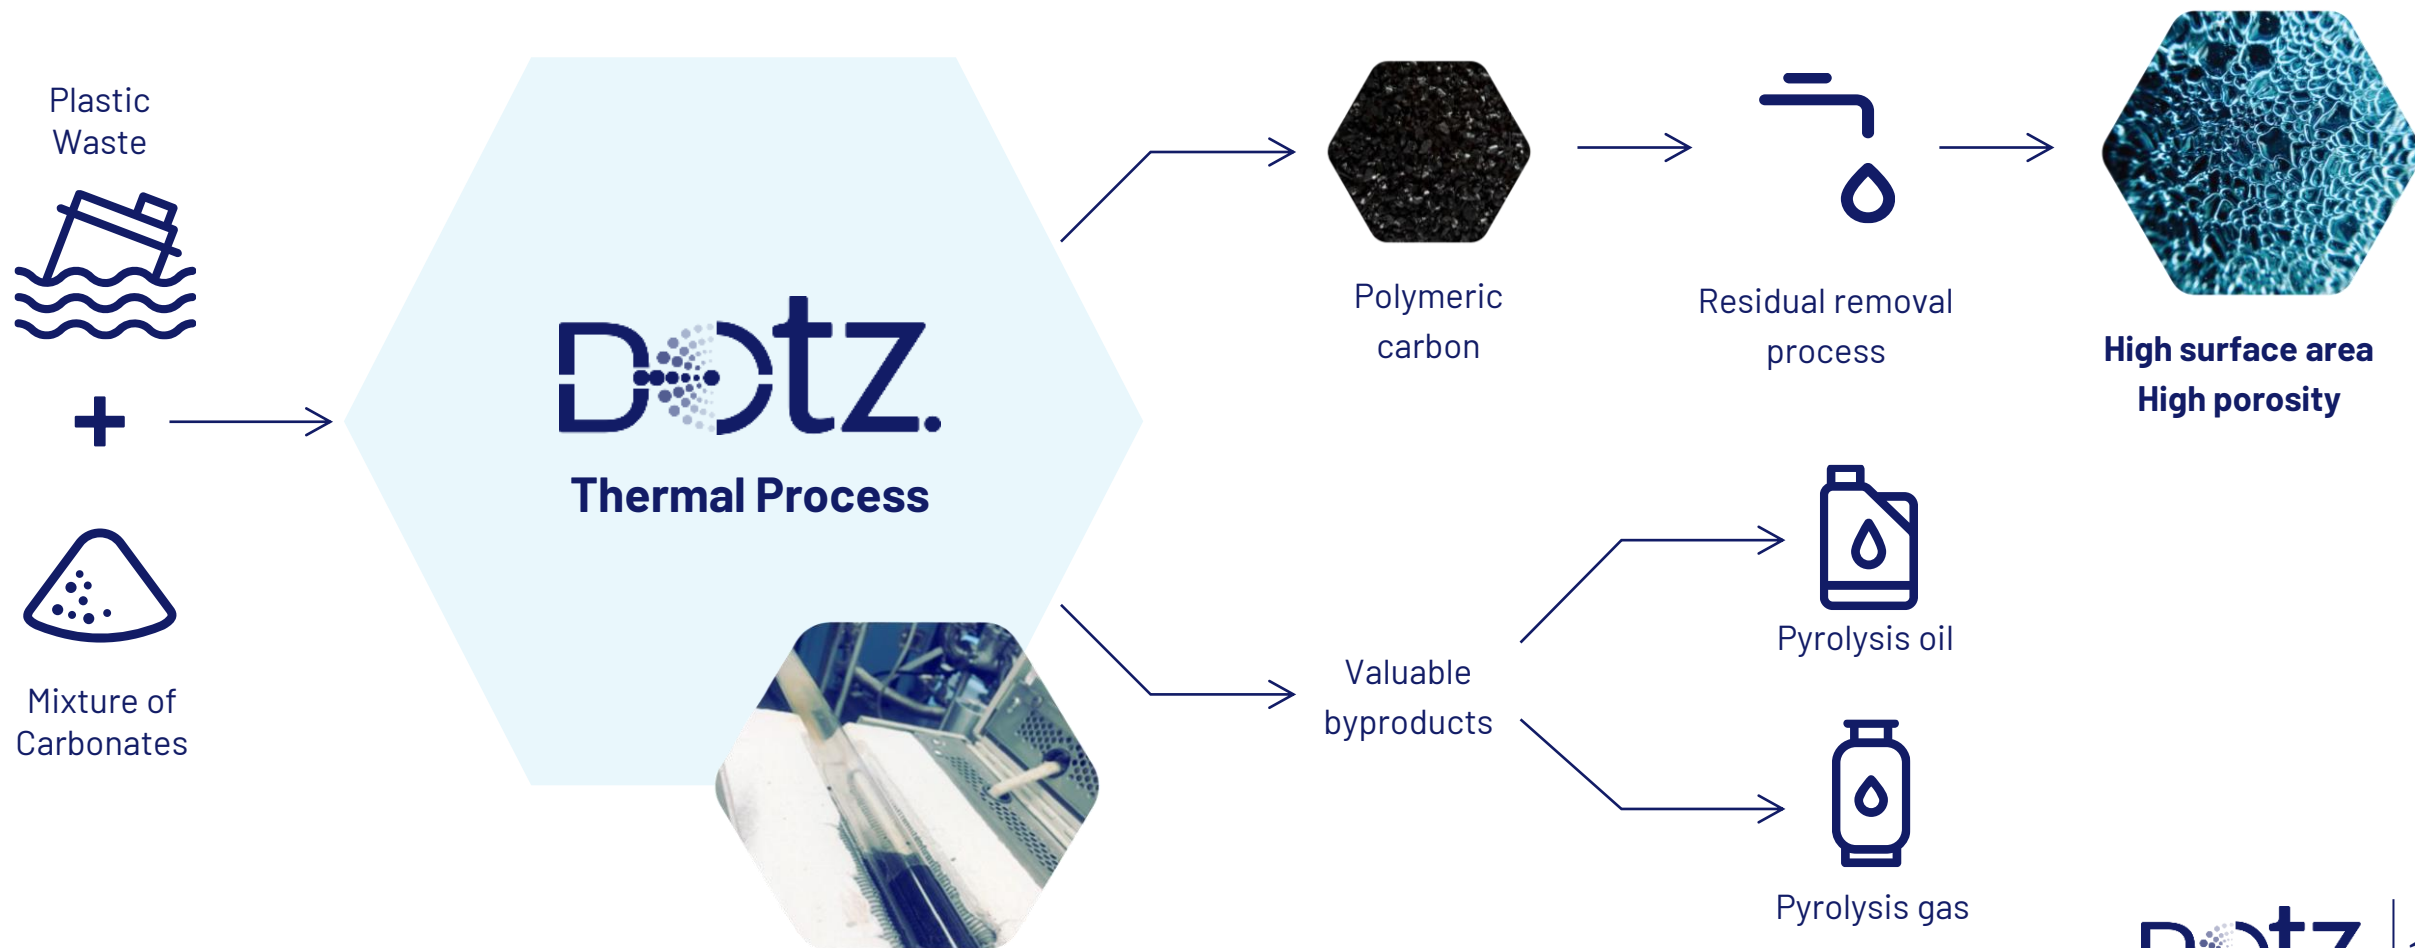 Plastic
Waste
+
Mixture of
Carbonates
Dotz.
Thermal Process
Polymeric
carbon
Residual removal
process
High surface area
High porosity
Valuable
byproducts
Pyrolysis oil
Pyrolysis gas
Dotz